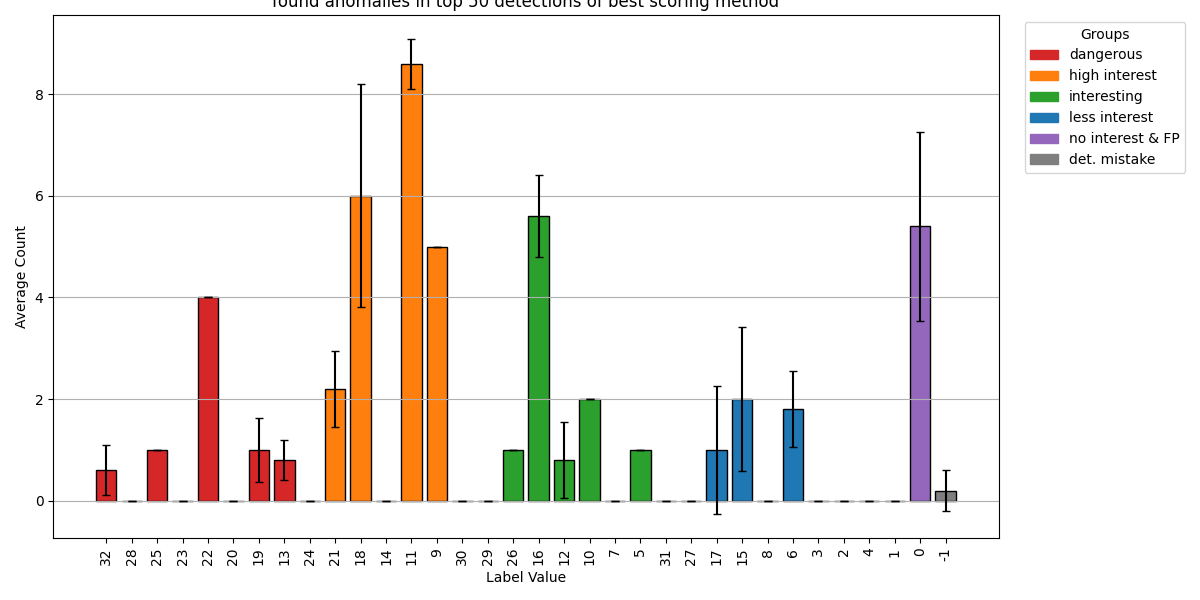 found anomalies in top 50 detections of best scoring method
Groups
dangerous
high interest
interesting
less interest
no interest & FP
det. mistake
Average Count
8
6
4
2
0
32 28 25 23 22 20 19 13 24 21 18 14 11 9 30 29 26 16 12 10 7 5 31 27 17 15 8 6 3 2 4 1 0 -1
Label Value